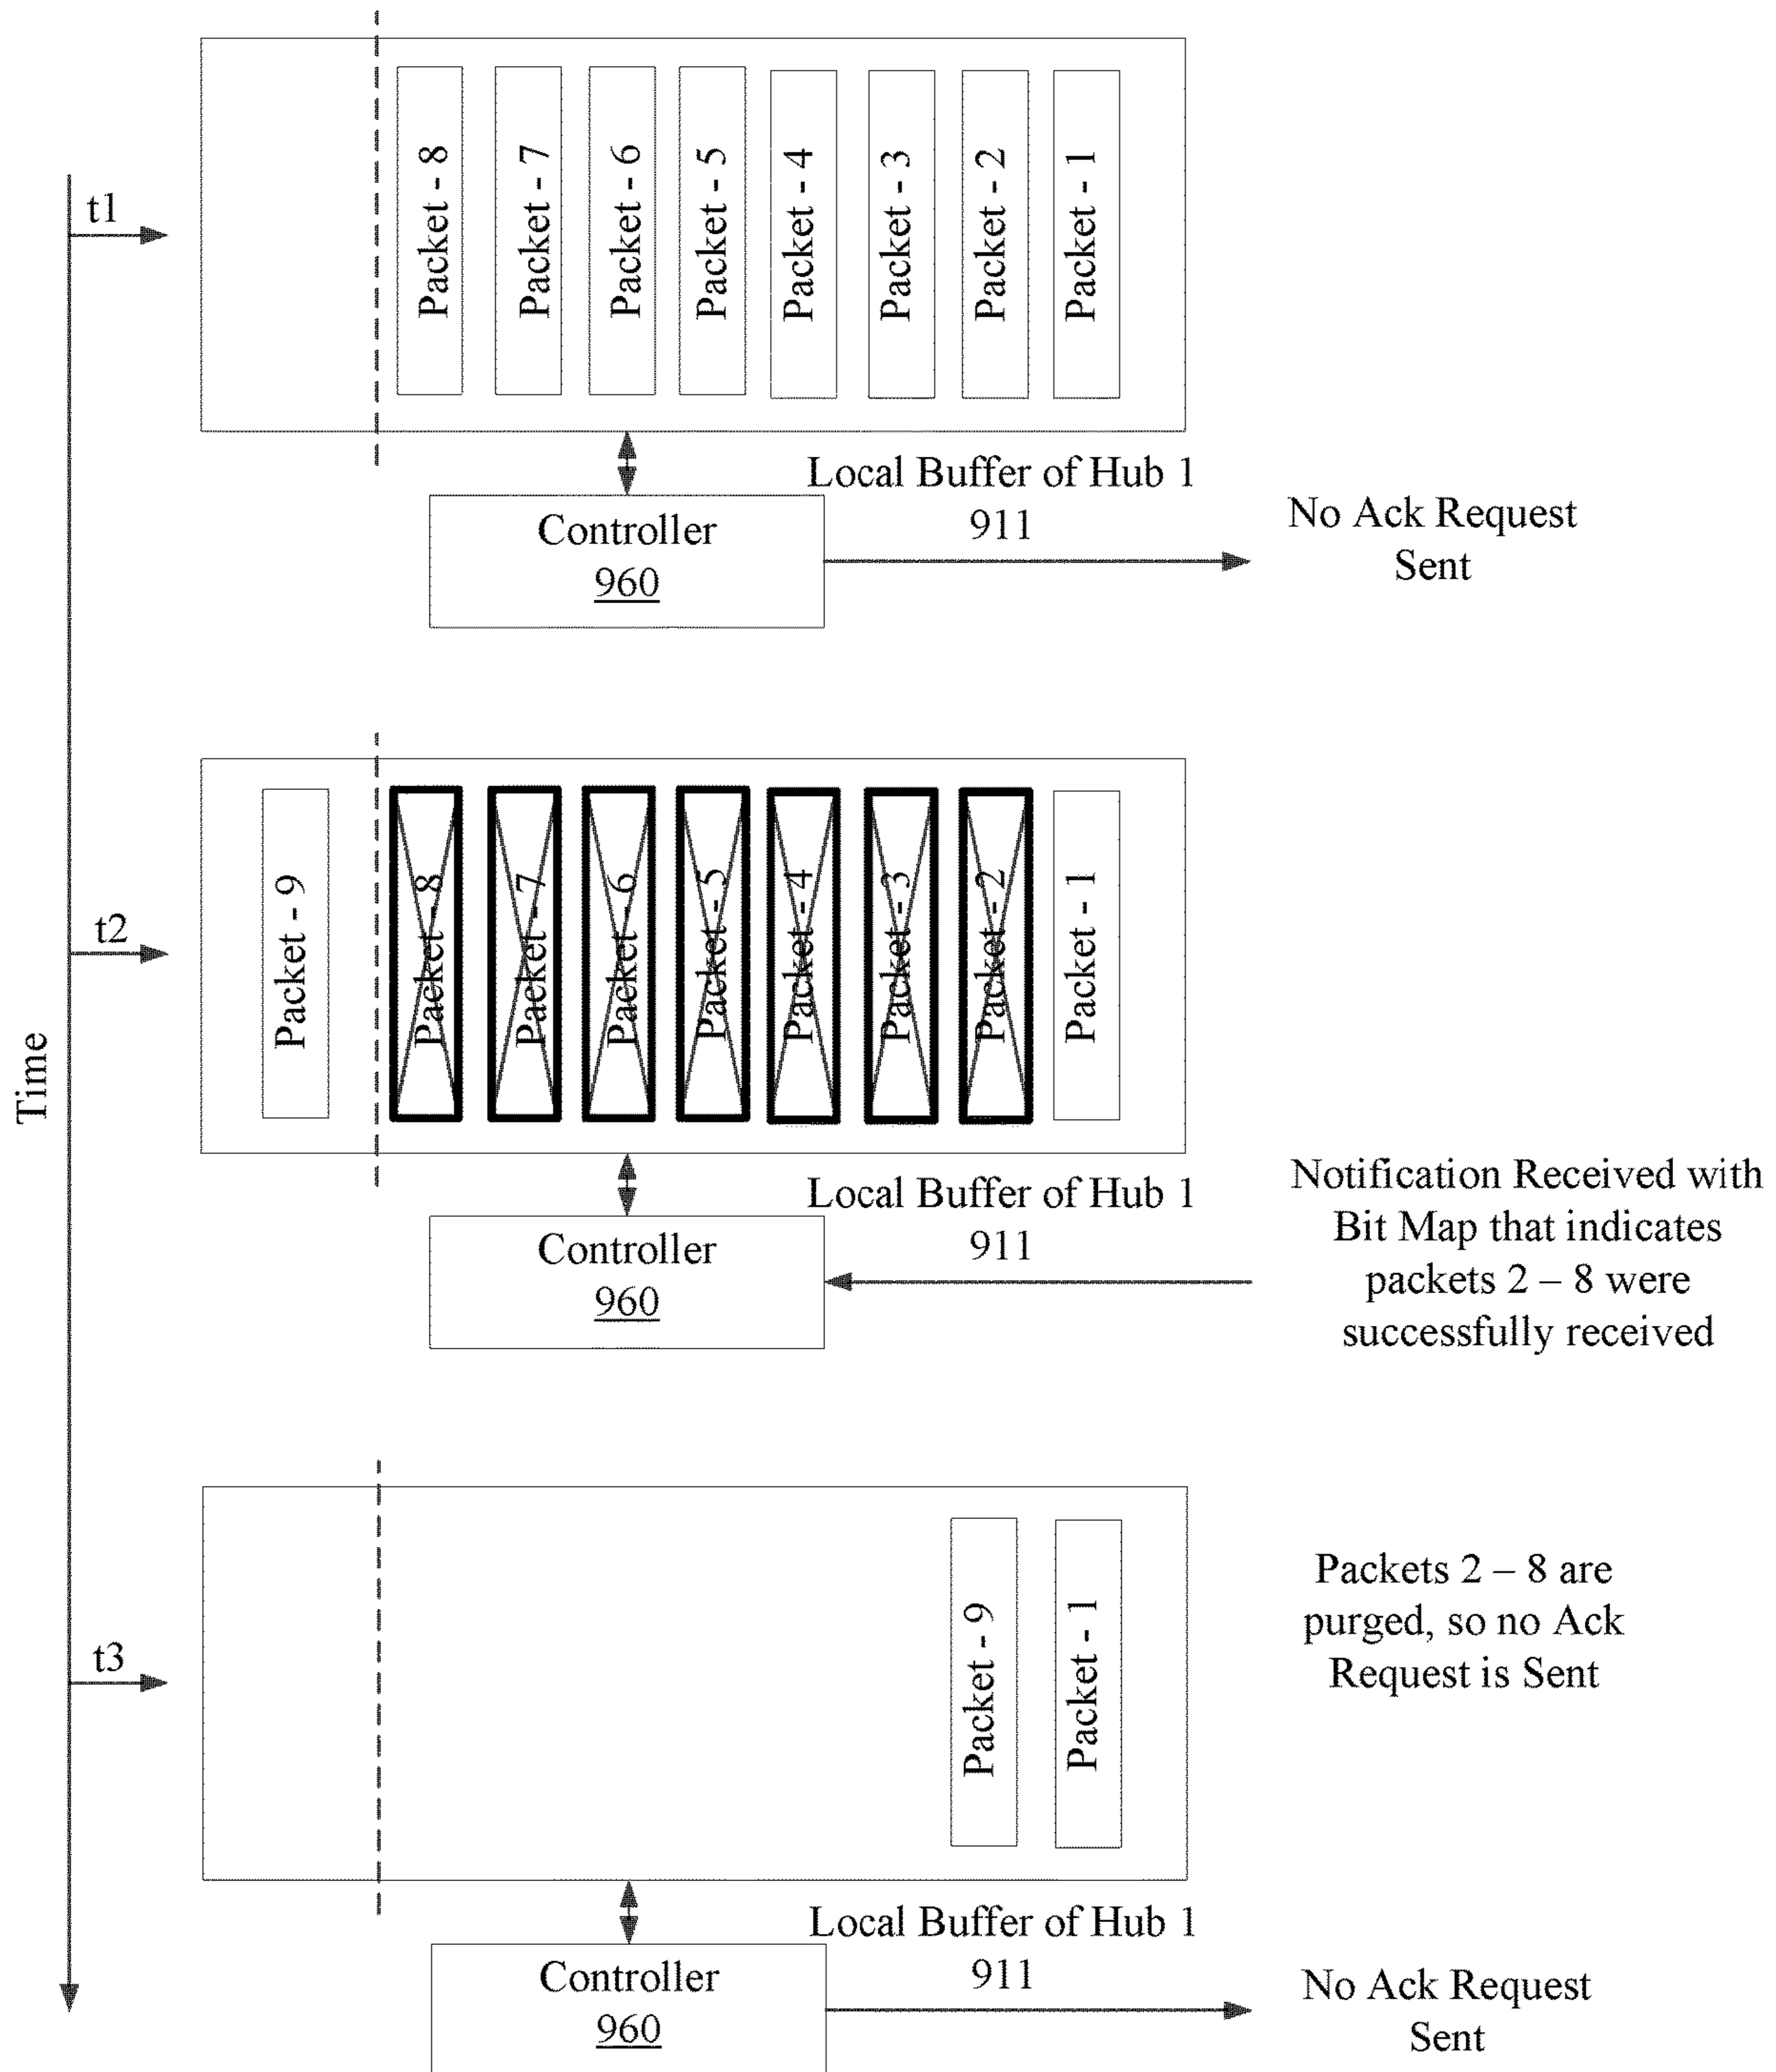 t1
Packet - 8
Packet - 7
Packet - 6
Packet - 5
Packet - 4
Packet - 3
Packet - 2
Packet - 1
Local Buffer of Hub 1
911
Controller
960
No Ack Request
Sent
Time
t2
Packet - 9
Packet - 8
Packet - 7
Packet - 6
Packet - 5
Packet - 4
Packet - 3
Packet - 2
Packet - 1
Local Buffer of Hub 1
911
Controller
960
Notification Received with
Bit Map that indicates
packets 2 – 8 were
successfully received
t3
Packet - 9
Packet - 1
Packets 2 – 8 are
purged, so no Ack
Request is Sent
Local Buffer of Hub 1
911
Controller
960
No Ack Request
Sent